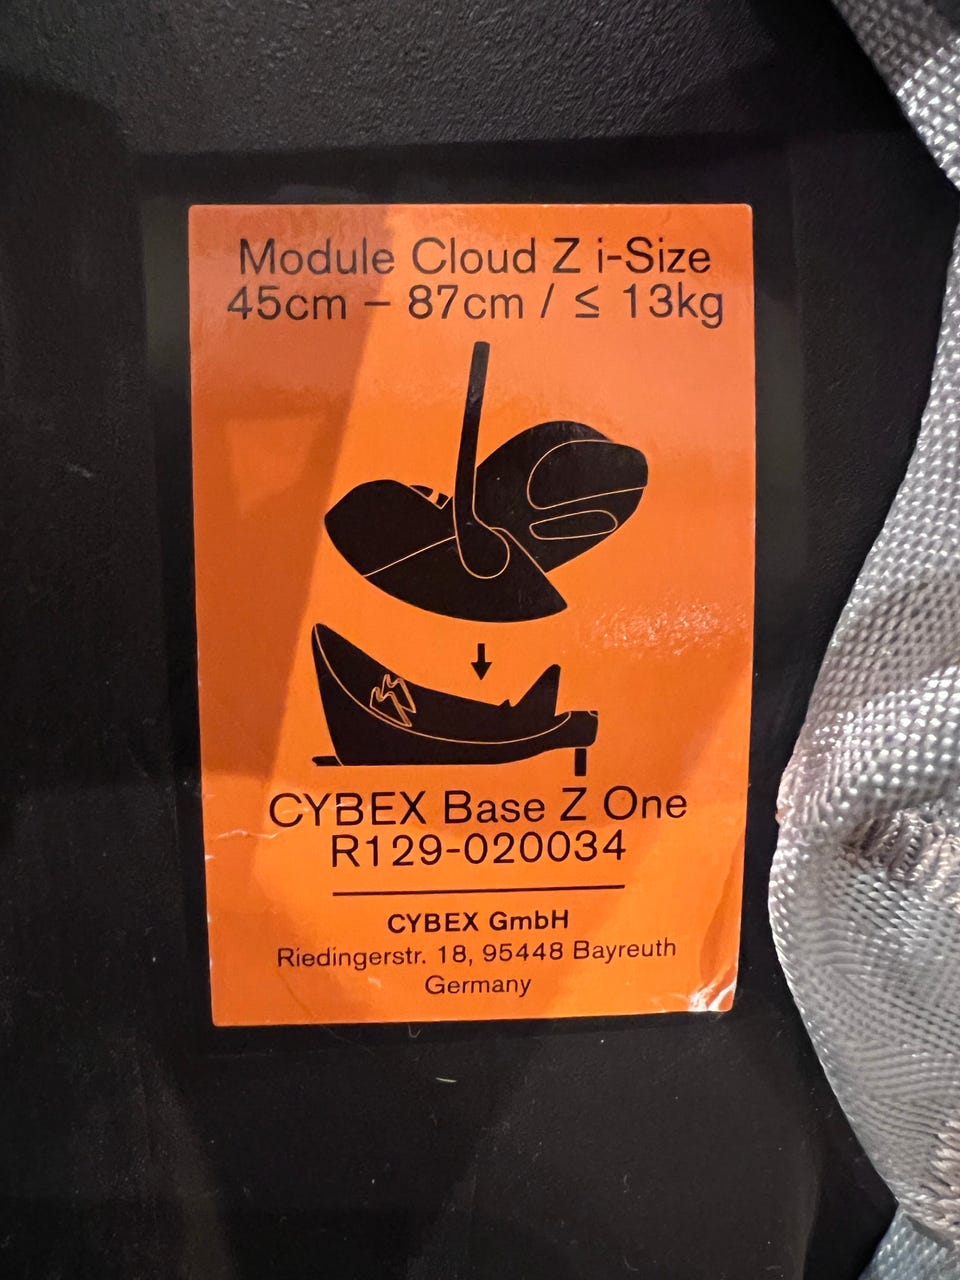 Module Cloud Z i-Size
45cm – 87cm / ≤ 13kg
CYBEX Base Z One
R129-020034
CYBEX GmbH
Riedingerstr. 18, 95448 Bayreuth
Germany